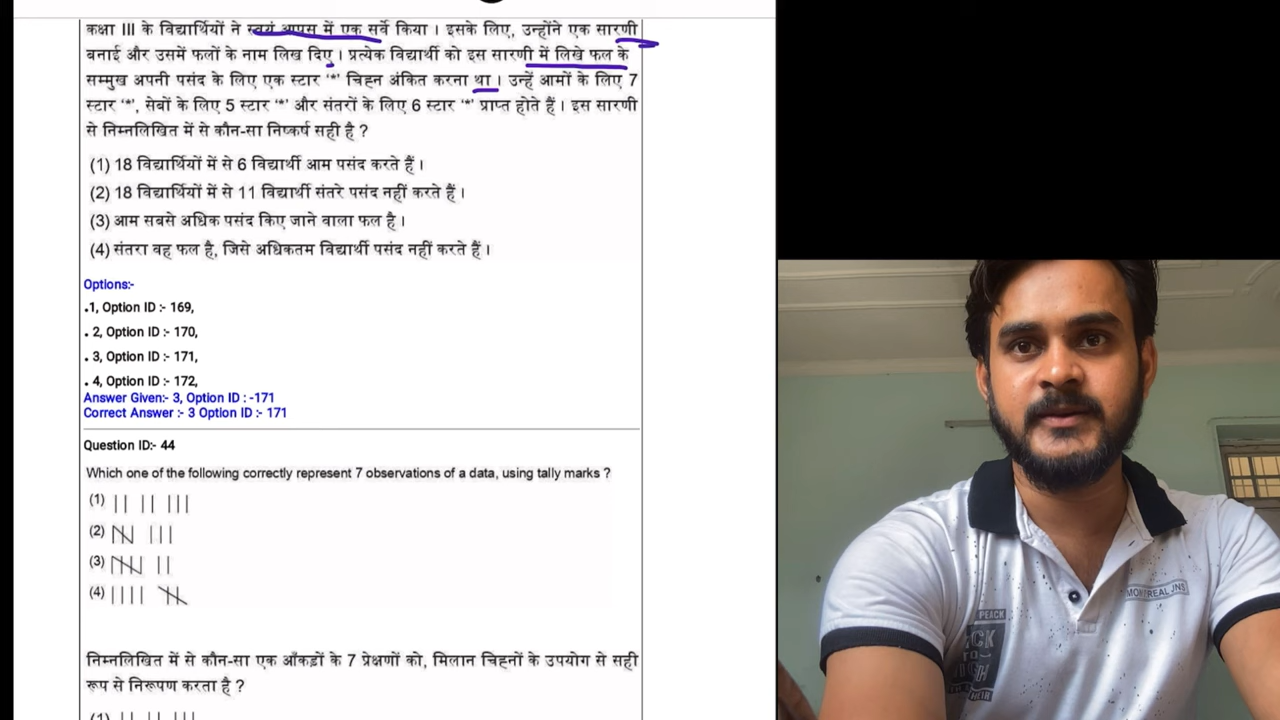 कक्षा III के विद्यार्थियों ने स्वयं आपस में एक सर्वे किया । इसके लिए, उन्होंने एक सारणी
बनाई और उसमें फलों के नाम लिख दिए । प्रत्येक विद्यार्थी को इस सारणी में लिखे फल के
सम्मुख अपनी पसंद के लिए एक स्टार ‘*’ चिह्न अंकित करना था । उन्हें आमों के लिए 7
स्टार ‘*’, सेबों के लिए 5 स्टार ‘*’ और संतरों के लिए 6 स्टार ‘*’ प्राप्त होते हैं । इस सारणी
से निम्नलिखित में से कौन-सा निष्कर्ष सही है ?
(1) 18 विद्यार्थियों में से 6 विद्यार्थी आम पसंद करते हैं ।
(2) 18 विद्यार्थियों में से 11 विद्यार्थी संतरे पसंद नहीं करते हैं ।
(3) आम सबसे अधिक पसंद किए जाने वाला फल है ।
(4) संतरा वह फल है, जिसे अधिकतम विद्यार्थी पसंद नहीं करते हैं ।
Options:-
.1, Option ID :- 169,
. 2, Option ID :- 170,
. 3, Option ID :- 171,
. 4, Option ID :- 172,
Answer Given:- 3, Option ID : -171
Correct Answer :- 3 Option ID :- 171
Question ID:- 44
Which one of the following correctly represent 7 observations of a data, using tally marks ?
(1) || || |||
(2)
(3)
(4)
निम्नलिखित में से कौन-सा एक आँकड़ों के 7 प्रेक्षणों को, मिलान चिह्नों के उपयोग से सही
रूप से निरूपण करता है ?
(1) || || |||
MONTREAL JNS
PEACK